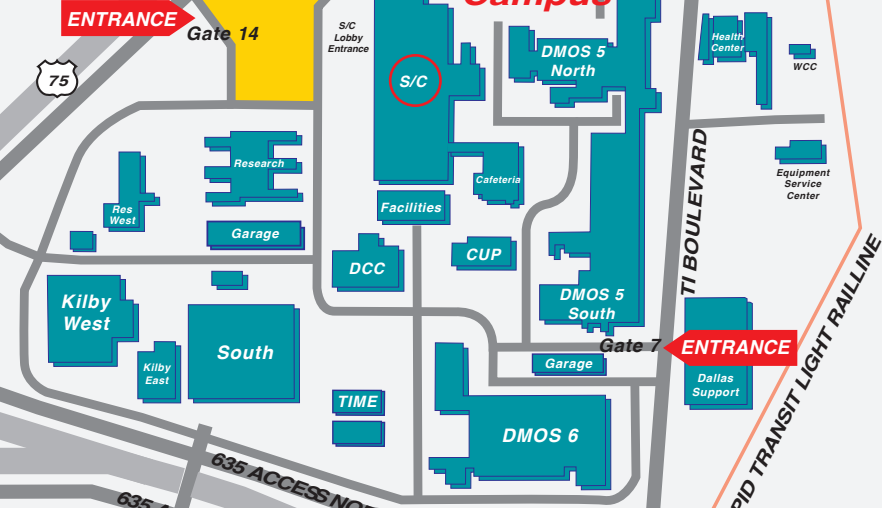 Campus
ENTRANCE
Gate 14
S/C
Lobby
Entrance
75
S/C
DMOS 5
North
Health
Center
WCC
Research
Cafeteria
Equipment
Service
Center
Res
West
Garage
Facilities
TI BOULEVARD
DCC
CUP
Kilby
West
DMOS 5
South
Gate 7
ENTRANCE
South
Kilby
East
Garage
Dallas
Support
TIME
DMOS 6
635 ACCESS
635
TRANSIT LIGHT RAILLINE